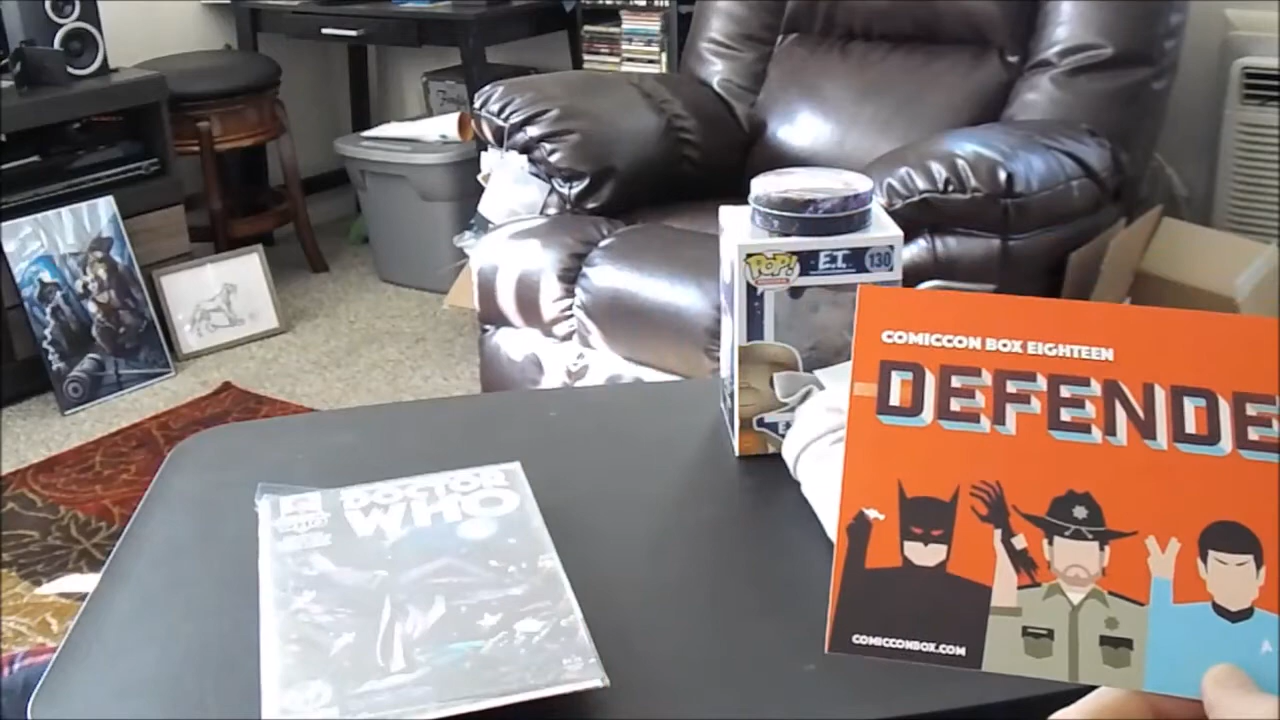 POP!
E.T.
130
COMICCON BOX EIGHTEEN
DEFENDE
COMICCONBOX.COM
DOCTOR
WHO